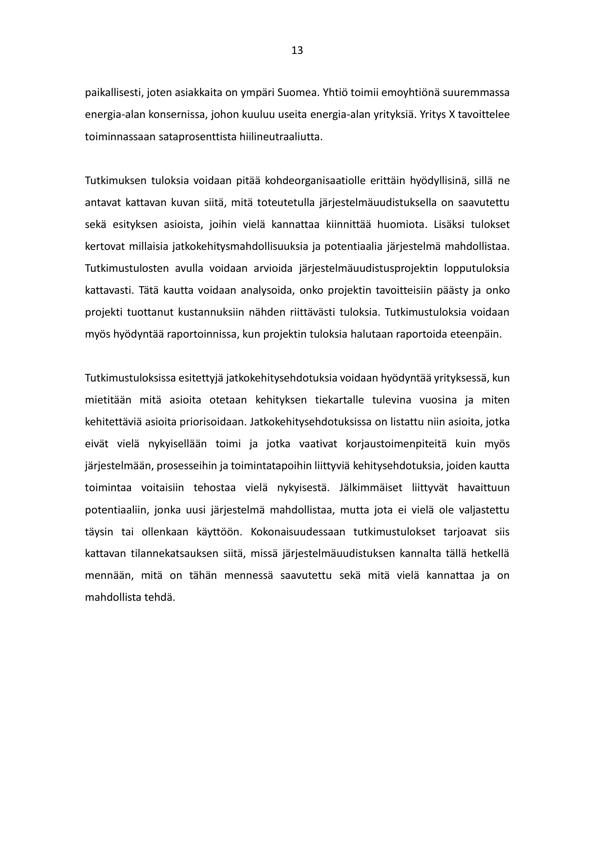 13
paikallisesti, joten asiakkaita on ympäri Suomea. Yhtiö toimii emoyhtiönä suuremmassa
energia-alan konsernissa, johon kuuluu useita energia-alan yrityksiä. Yritys X tavoittelee
toiminnassaan sataprosenttista hiilineutraaliutta.
Tutkimuksen tuloksia voidaan pitää kohdeorganisaatiolle erittäin hyödyllisinä, sillä ne
antavat kattavan kuvan siitä, mitä toteutetulla järjestelmäuudistuksella on saavutettu
sekä esityksen asioista, joihin vielä kannattaa kiinnittää huomiota. Lisäksi tulokset
kertovat millaisia jatkokehitysmahdollisuuksia ja potentiaalia järjestelmä mahdollistaa.
Tutkimustulosten avulla voidaan arvioida järjestelmäuudistusprojektin lopputuloksia
kattavasti. Tätä kautta voidaan analysoida, onko projektin tavoitteisiin päästy ja onko
projekti tuottanut kustannuksiin nähden riittävästi tuloksia. Tutkimustuloksia voidaan
myös hyödyntää raportoinnissa, kun projektin tuloksia halutaan raportoida eteenpäin.
Tutkimustuloksissa esitettyjä jatkokehitysehdotuksia voidaan hyödyntää yrityksessä, kun
mietitään mitä asioita otetaan kehityksen tiekartalle tulevina vuosina ja miten
kehitettäviä asioita priorisoidaan. Jatkokehitysehdotuksissa on listattu niin asioita, jotka
eivät vielä nykyisellään toimi ja jotka vaativat korjaustoimenpiteitä kuin myös
järjestelmään, prosesseihin ja toimintatapoihin liittyviä kehitysehdotuksia, joiden kautta
toimintaa voitaisiin tehostaa vielä nykyisestä. Jälkimmäiset liittyvät havaittuun
potentiaaliin, jonka uusi järjestelmä mahdollistaa, mutta jota ei vielä ole valjastettu
täysin tai ollenkaan käyttöön. Kokonaisuudessaan tutkimustulokset tarjoavat siis
kattavan tilannekatsauksen siitä, missä järjestelmäuudistuksen kannalta tällä hetkellä
mennään, mitä on tähän mennessä saavutettu sekä mitä vielä kannattaa ja on
mahdollista tehdä.